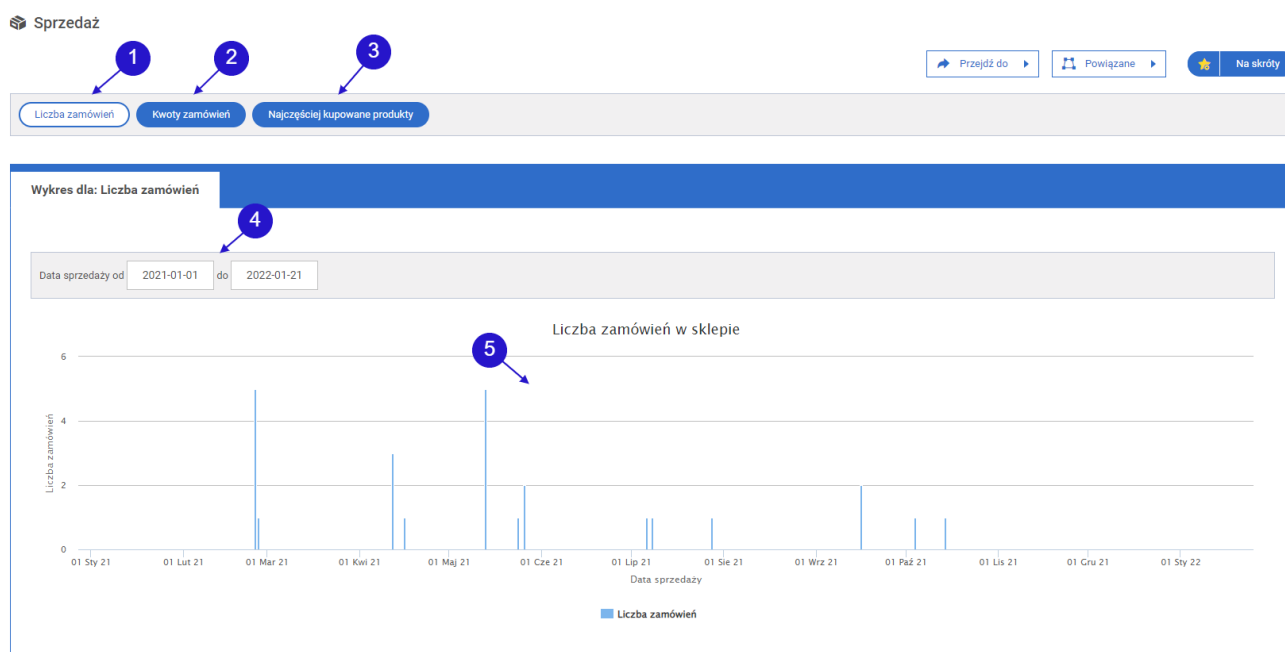 Sprzedaż
1
2
3
Przejdź do
Powiązane
Na skróty
Liczba zamówień
Kwoty zamówień
Najczęściej kupowane produkty
Wykres dla: Liczba zamówień
4
Data sprzedaży od 2021-01-01 do 2022-01-21
Liczba zamówień w sklepie
5
6
4
2
0
Liczba zamówień
01 Sty 21 01 Lut 21 01 Mar 21 01 Kwi 21 01 Maj 21 01 Cze 21 01 Lip 21 01 Sie 21 01 Wrz 21 01 Paź 21 01 Lis 21 01 Gru 21 01 Sty 22
Data sprzedaży
Liczba zamówień